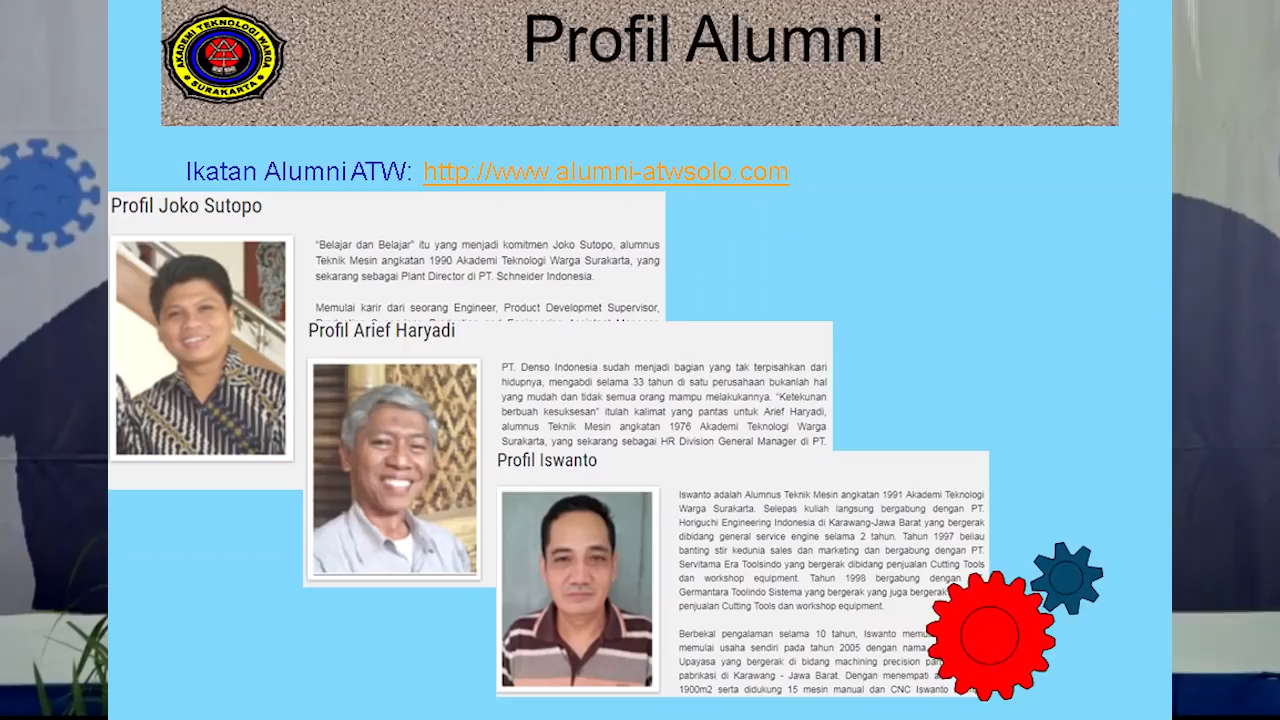 Profil Alumni
AKADEMI TEKNOLOGI WARGA
SURAKARTA
Ikatan Alumni ATW: http://www.alumni-atwsolo.com
Profil Joko Sutopo
“Belajar dan Belajar” itu yang menjadi komitmen Joko Sutopo, alumnus
Teknik Mesin angkatan 1990 Akademi Teknologi Warga Surakarta, yang
sekarang sebagai Plant Director di PT. Schneider Indonesia.
Memulai karir dari seorang Engineer, Product Developmet Supervisor,
Profil Arief Haryadi
PT. Denso Indonesia sudah menjadi bagian yang tak terpisahkan dari
hidupnya, mengabdi selama 33 tahun di satu perusahaan bukanlah hal
yang mudah dan tidak semua orang mampu melakukannya. “Ketekunan
berbuah kesuksesan” itulah kalimat yang pantas untuk Arief Haryadi,
alumnus Teknik Mesin angkatan 1976 Akademi Teknologi Warga
Surakarta, yang sekarang sebagai HR Division General Manager di PT.
Profil Iswanto
Iswanto adalah Alumnus Teknik Mesin angkatan 1991 Akademi Teknologi
Warga Surakarta. Selepas kuliah langsung bergabung dengan PT.
Horiguchi Engineering Indonesia di Karawang-Jawa Barat yang bergerak
dibidang general service engine selama 2 tahun. Tahun 1997 beliau
banting stir kedunia sales dan marketing dan bergabung dengan PT.
Servitama Era Toolsindo yang bergerak dibidang penjualan Cutting Tools
dan workshop equipment. Tahun 1998 bergabung dengan
Germantara Toolindo Sistema yang bergerak yang juga bergerak
penjualan Cutting Tools dan workshop equipment.
Berbekal pengalaman selama 10 tahun, Iswanto
memulai usaha sendiri pada tahun 2005 dengan nama
Upayasa yang bergerak di bidang machining precision
pabrikasi di Karawang - Jawa Barat. Dengan menempati
1900m2 serta didukung 15 mesin manual dan CNC Iswanto